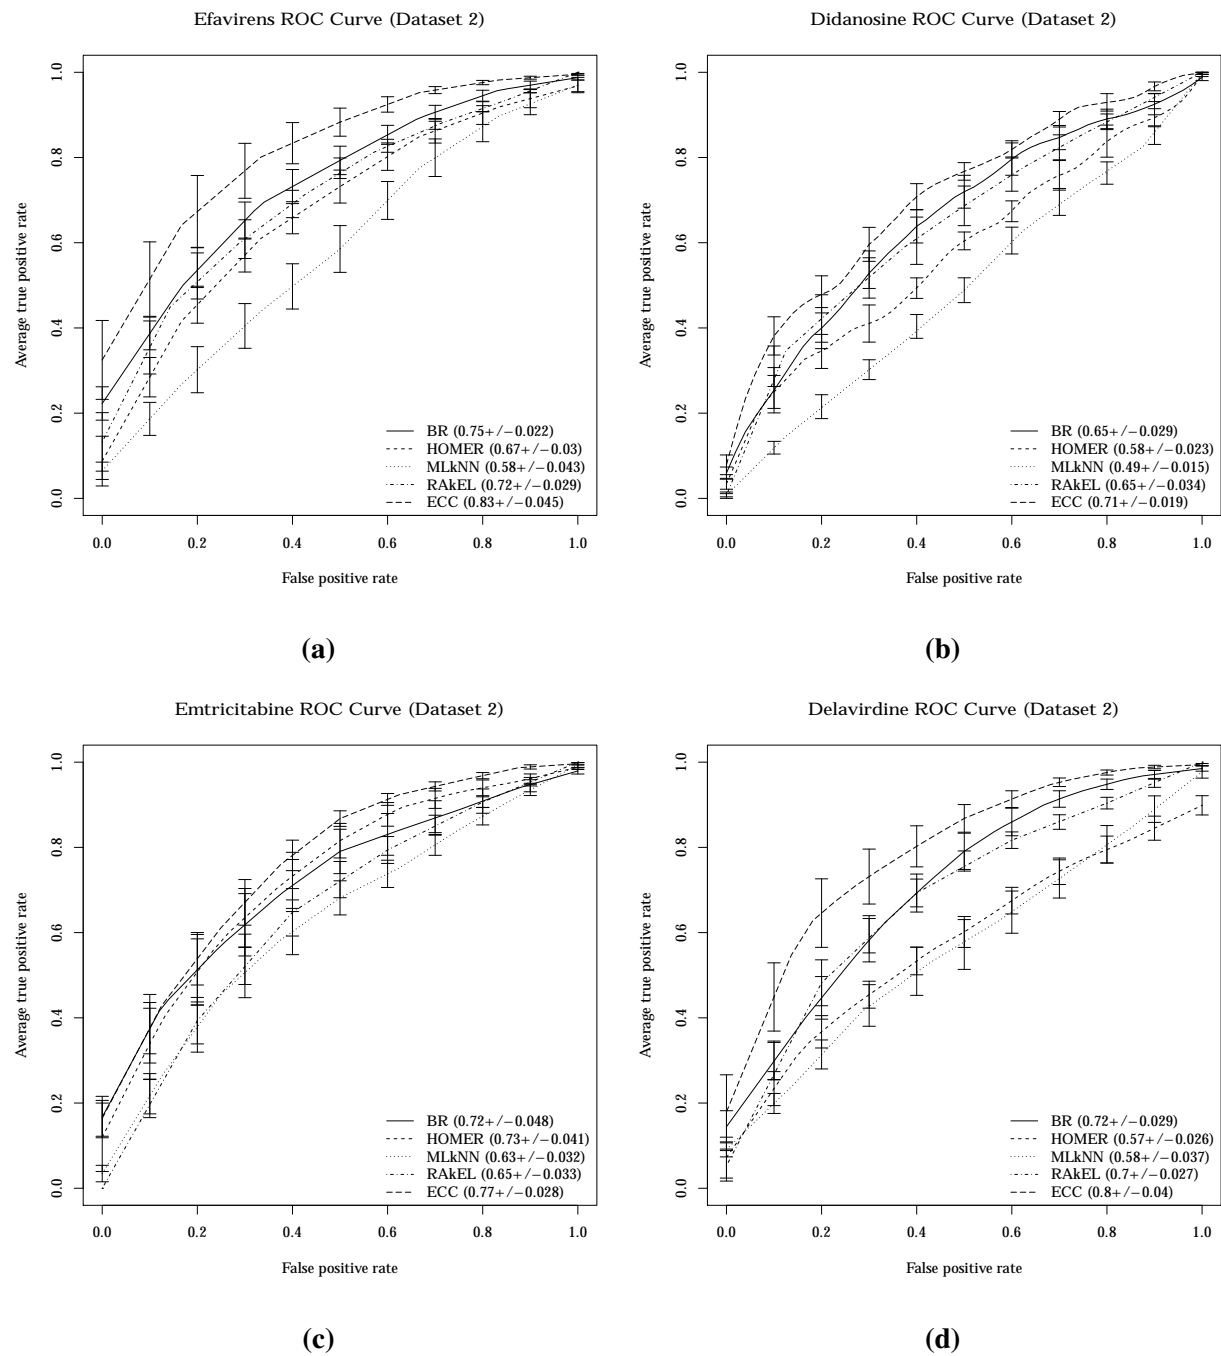 Efavirens ROC Curve (Dataset 2)
Average true positive rate
1.0
0.8
0.6
0.4
0.2
0.0
BR (0.75+/−0.022)
HOMER (0.67+/−0.03)
MLkNN (0.58+/−0.043)
RAkEL (0.72+/−0.029)
ECC (0.83+/−0.045)
0.0 0.2 0.4 0.6 0.8 1.0
False positive rate
(a)
Didanosine ROC Curve (Dataset 2)
Average true positive rate
1.0
0.8
0.6
0.4
0.2
0.0
BR (0.65+/−0.029)
HOMER (0.58+/−0.023)
MLkNN (0.49+/−0.015)
RAkEL (0.65+/−0.034)
ECC (0.71+/−0.019)
0.0 0.2 0.4 0.6 0.8 1.0
False positive rate
(b)
Emtricitabine ROC Curve (Dataset 2)
Average true positive rate
1.0
0.8
0.6
0.4
0.2
0.0
BR (0.72+/−0.048)
HOMER (0.73+/−0.041)
MLkNN (0.63+/−0.032)
RAkEL (0.65+/−0.033)
ECC (0.77+/−0.028)
0.0 0.2 0.4 0.6 0.8 1.0
False positive rate
(c)
Delavirdine ROC Curve (Dataset 2)
Average true positive rate
1.0
0.8
0.6
0.4
0.2
0.0
BR (0.72+/−0.029)
HOMER (0.57+/−0.026)
MLkNN (0.58+/−0.037)
RAkEL (0.7+/−0.027)
ECC (0.8+/−0.04)
0.0 0.2 0.4 0.6 0.8 1.0
False positive rate
(d)